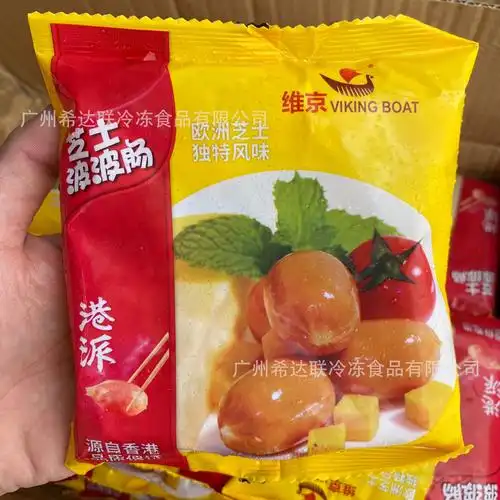 维京 VIKING BOAT
广州希达联冷冻食品有限公司
芝士
波波肠
欧洲芝士
独特风味
港派
广州希达联冷冻食品有限公司
源自香港